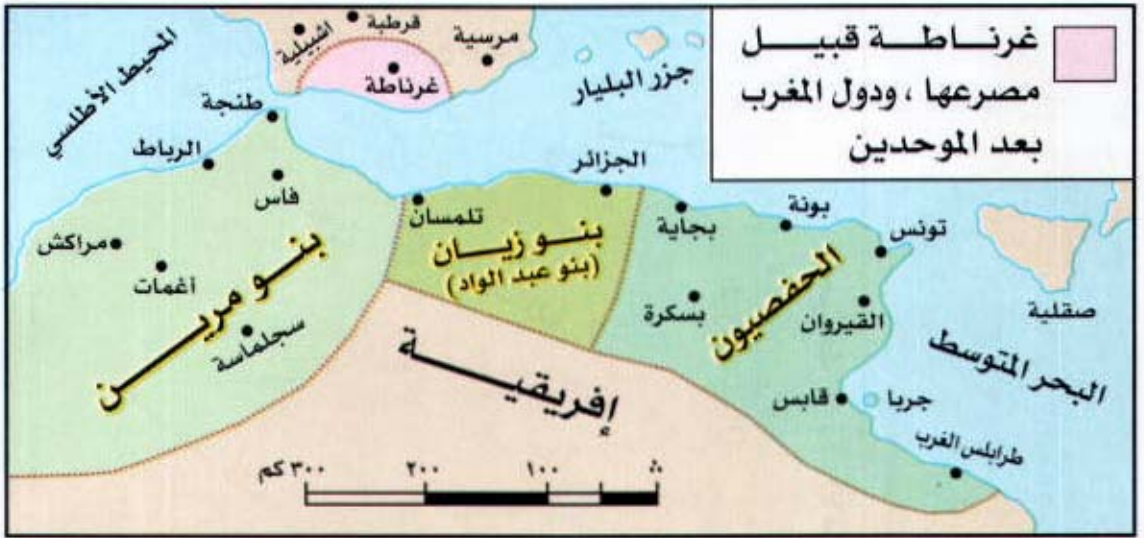 غرناطة قبيل
مصرعها ، ودول المغرب
بعد الموحدين
المحيط الأطلسي
اشبيلية
قرطبة
مرسية
غرناطة
جزر البليار
طنجة
الرباط
فاس
مراكش
أغمات
سجلماسة
بنو مرين
تلمسان
الجزائر
بنو زيان
(بنو عبد الواد)
بجاية
بونة
تونس
بسكرة
القيروان
الحفصيون
صقلية
البحر المتوسط
قابس
جربا
طرابلس الغرب
إفريقية
٣٠٠ كم
٢٠٠
١٠٠